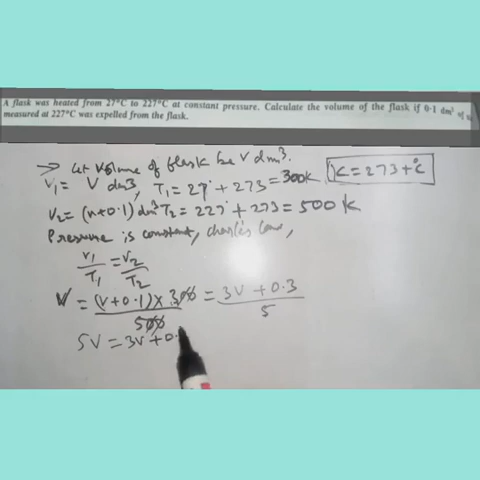 A flask was heated from 27°C to 227°C at constant pressure. Calculate the volume of the flask if 0·1 dm³ of
measured at 227°C was expelled from the flask.
→ Let volume of flask be V dm³.
V₁ = V dm³, T₁ = 27° + 273 = 300K
K = 273 + °C
V₂ = (V+0.1) dm³ T₂ = 227° + 273 = 500 K
Pressure is constant, charles law,
V₁/T₁ = V₂/T₂
V = (V+0.1) × 300/500 = 3V + 0.3/5
5V = 3V + 0.